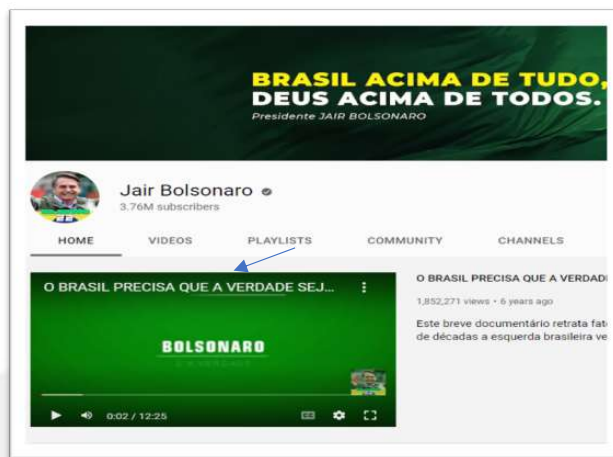 BRASIL ACIMA DE TUDO,
DEUS ACIMA DE TODOS.
Presidente JAIR BOLSONARO
Jair Bolsonaro
3.76M subscribers
HOME VIDEOS PLAYLISTS COMMUNITY CHANNELS
O BRASIL PRECISA QUE A VERDADE SEJ...
BOLSONARO
0:02 / 12:25
O BRASIL PRECISA QUE A VERDAD
1,852,271 views • 6 years ago
Este breve documentário retrata fat
de décadas a esquerda brasileira ve